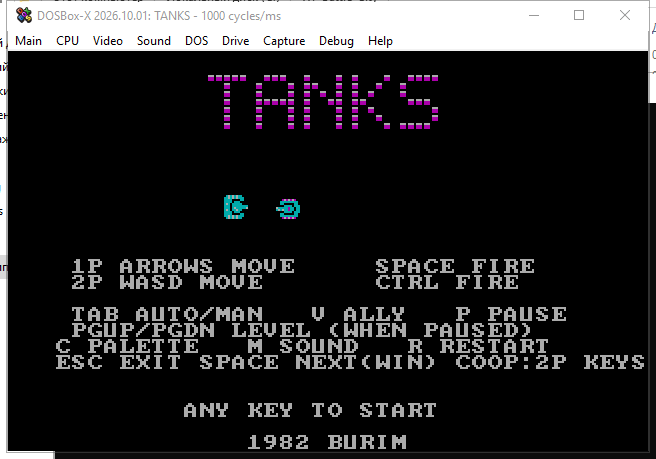 DOSBox-X 2026.10.01: TANKS - 1000 cycles/ms
Main CPU Video Sound DOS Drive Capture Debug Help
TANKS
1P ARROWS MOVE SPACE FIRE
2P WASD MOVE CTRL FIRE
TAB AUTO/MAN V ALLY P PAUSE
PGUP/PGDN LEVEL (WHEN PAUSED)
C PALETTE M SOUND R RESTART
ESC EXIT SPACE NEXT(WIN) COOP:2P KEYS
ANY KEY TO START
1982 BURIM